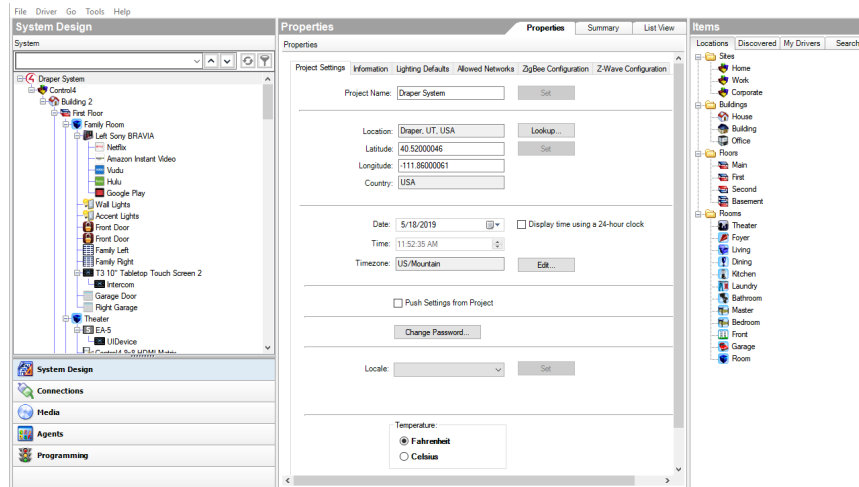 File Driver Go Tools Help
System Design
System
Draper System
Control4
Building 2
First Floor
Family Room
Left Sony BRAVIA
Netflix
Amazon Instant Video
Vudu
Hulu
Google Play
Wall Lights
Accent Lights
Front Door
Front Door
Family Left
Family Right
T3 10" Tabletop Touch Screen 2
Intercom
Garage Door
Right Garage
Theater
EA-5
UIDevice
Control4 8x8 HDMI Matrix
System Design
Connections
Media
Agents
Programming
Properties
Properties Summary List View
Properties
Project Settings Information Lighting Defaults Allowed Networks ZigBee Configuration Z-Wave Configuration
Project Name: Draper System Set
Location: Draper, UT, USA Lookup...
Latitude: 40.52000046 Set
Longitude: -111.86000061
Country: USA
Date: 5/18/2019 Display time using a 24-hour clock
Time: 11:52:35 AM
Timezone: US/Mountain Edit...
Push Settings from Project
Change Password...
Locale: Set
Temperature:
Fahrenheit
Celsius
Items
Locations Discovered My Drivers Search
Sites
Home
Work
Corporate
Buildings
House
Building
Office
Floors
Main
First
Second
Basement
Rooms
Theater
Foyer
Living
Dining
Kitchen
Laundry
Bathroom
Master
Bedroom
Front
Garage
Room